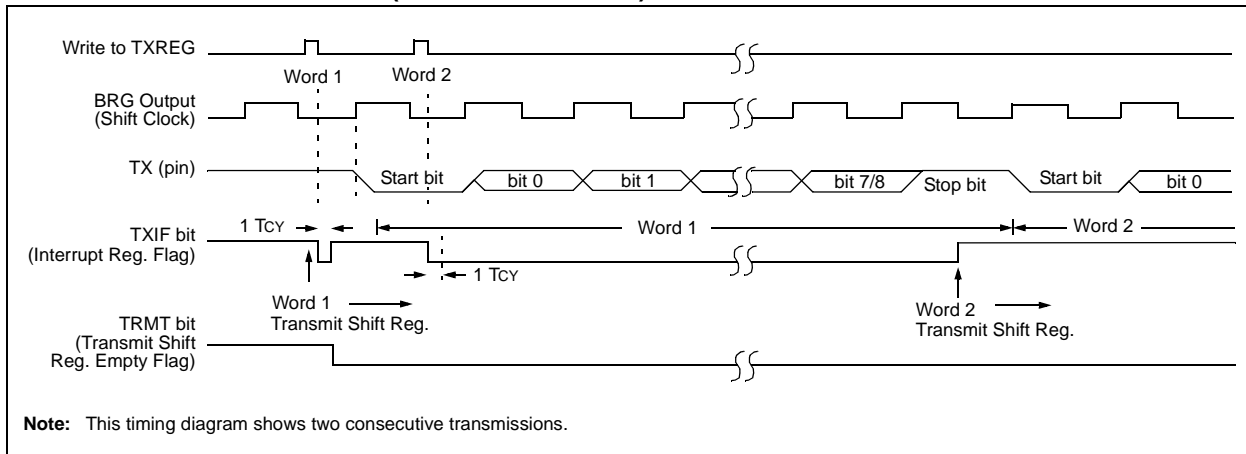 Write to TXREG
Word 1
Word 2
BRG Output
(Shift Clock)
TX (pin)
Start bit
bit 0
bit 1
bit 7/8
Stop bit
Start bit
bit 0
1 TCY
Word 1
Word 2
TXIF bit
(Interrupt Reg. Flag)
1 TCY
Word 1
Transmit Shift Reg.
Word 2
Transmit Shift Reg.
TRMT bit
(Transmit Shift
Reg. Empty Flag)
Note: This timing diagram shows two consecutive transmissions.